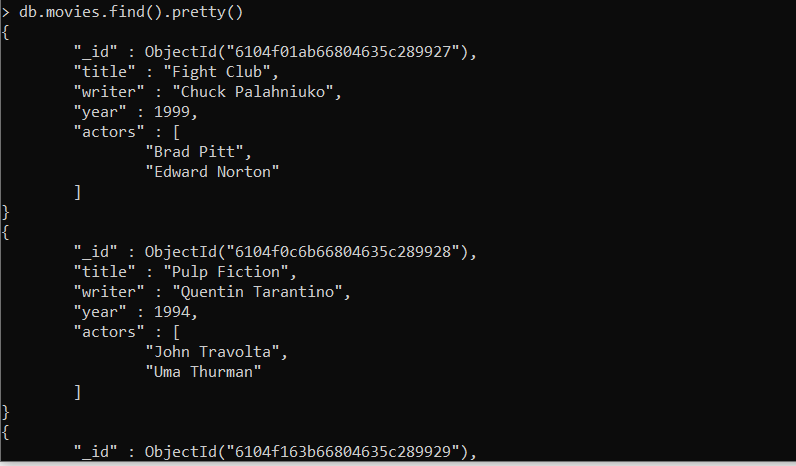 > db.movies.find().pretty()
{
"_id" : ObjectId("6104f01ab66804635c289927"),
"title" : "Fight Club",
"writer" : "Chuck Palahniuko",
"year" : 1999,
"actors" : [
"Brad Pitt",
"Edward Norton"
]
}
{
"_id" : ObjectId("6104f0c6b66804635c289928"),
"title" : "Pulp Fiction",
"writer" : "Quentin Tarantino",
"year" : 1994,
"actors" : [
"John Travolta",
"Uma Thurman"
]
}
{
"_id" : ObjectId("6104f163b66804635c289929"),